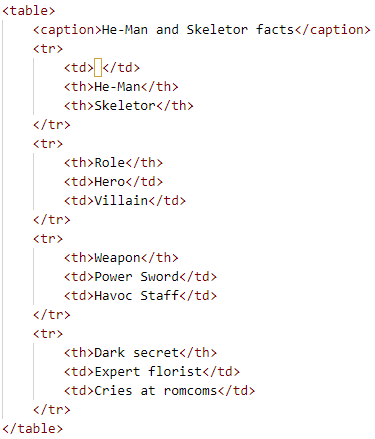 <table>
    <caption>He-Man and Skeletor facts</caption>
    <tr>
        <td> </td>
        <th>He-Man</th>
        <th>Skeletor</th>
    </tr>
    <tr>
        <th>Role</th>
        <td>Hero</td>
        <td>Villain</td>
    </tr>
    <tr>
        <th>Weapon</th>
        <td>Power Sword</td>
        <td>Havoc Staff</td>
    </tr>
    <tr>
        <th>Dark secret</th>
        <td>Expert florist</td>
        <td>Cries at romcoms</td>
    </tr>
</table>